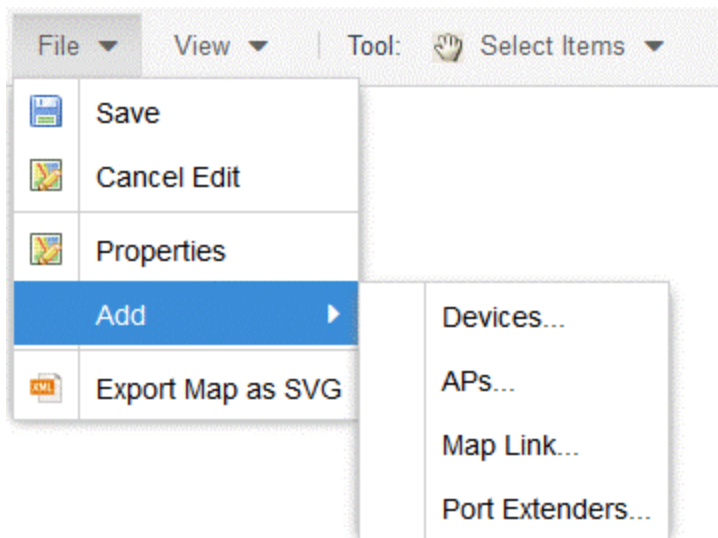 File View Tool: Select Items
Save
Cancel Edit
Properties
Add
Devices...
APs...
XML Export Map as SVG
Map Link...
Port Extenders...